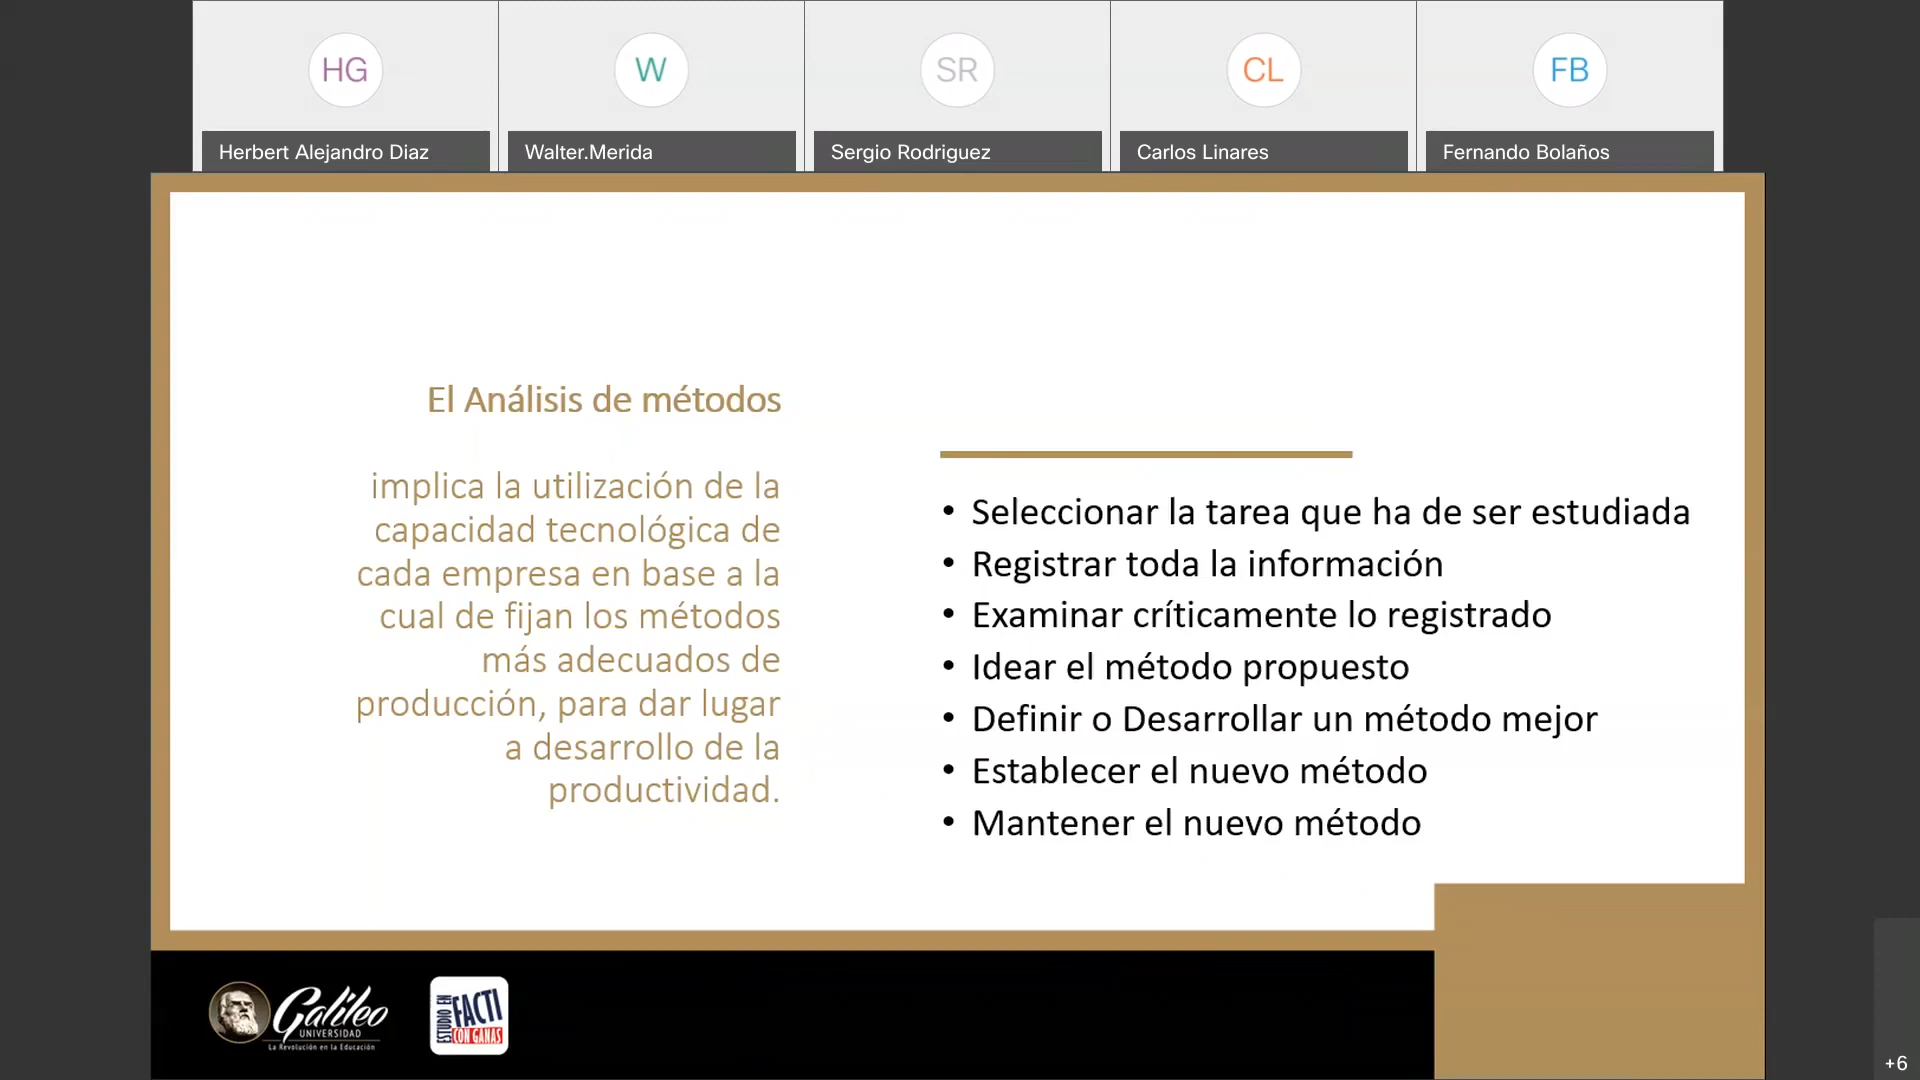 HG
W
SR
CL
FB
Herbert Alejandro Diaz
Walter.Merida
Sergio Rodriguez
Carlos Linares
Fernando Bolaños
El Análisis de métodos
implica la utilización de la
capacidad tecnológica de
cada empresa en base a la
cual de fijan los métodos
más adecuados de
producción, para dar lugar
a desarrollo de la
productividad.
• Seleccionar la tarea que ha de ser estudiada
• Registrar toda la información
• Examinar críticamente lo registrado
• Idear el método propuesto
• Definir o Desarrollar un método mejor
• Establecer el nuevo método
• Mantener el nuevo método
Galileo
UNIVERSIDAD
La Revolución en la Educación
ESTUDIO EN
FACTI
CON GANAS
+6